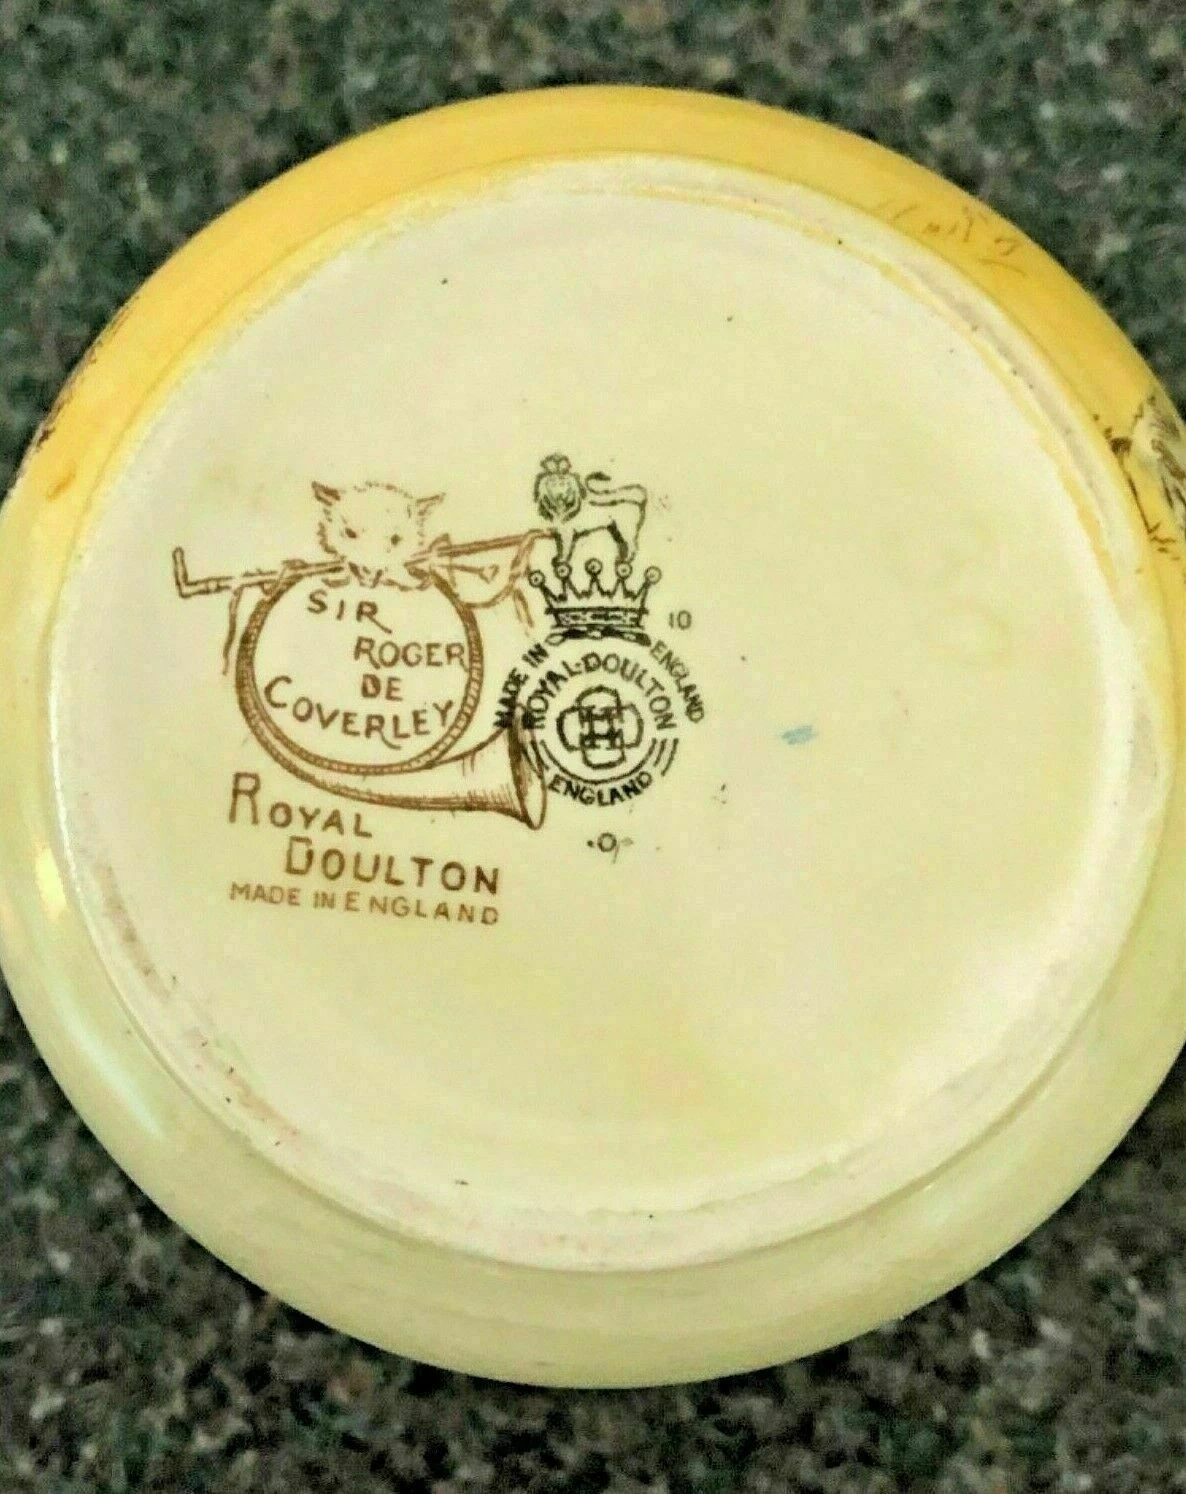 SIR
ROGER
DE
COVERLEY
ROYAL
DOULTON
MADE IN ENGLAND
10
MADE IN ENGLAND
ROYAL-DOULTON
ENGLAND